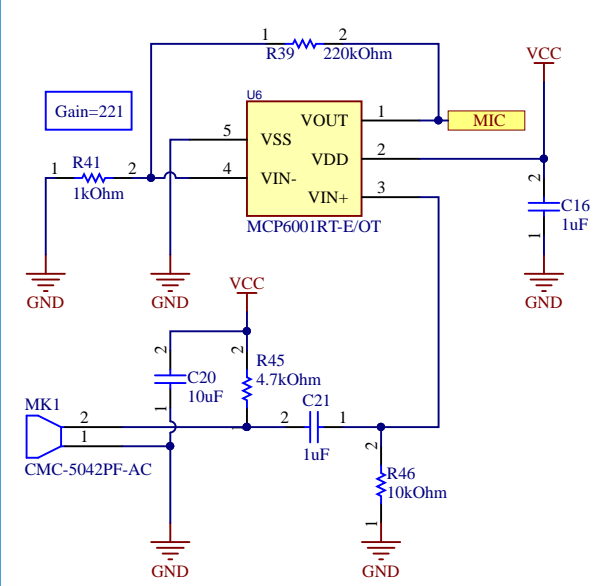 1
2
R39
220kOhm
VCC
U6
Gain=221
VOUT
1
MIC
5
VSS
VDD
2
R41
1
2
4
VIN-
VIN+
3
1kOhm
2
C16
1uF
1
MCP6001RT-E/OT
GND
GND
GND
VCC
2
2
R45
C20
4.7kOhm
10uF
1
1
MK1
2
2
C21
1
1
1uF
CMC-5042PF-AC
2
R46
10kOhm
1
GND
GND